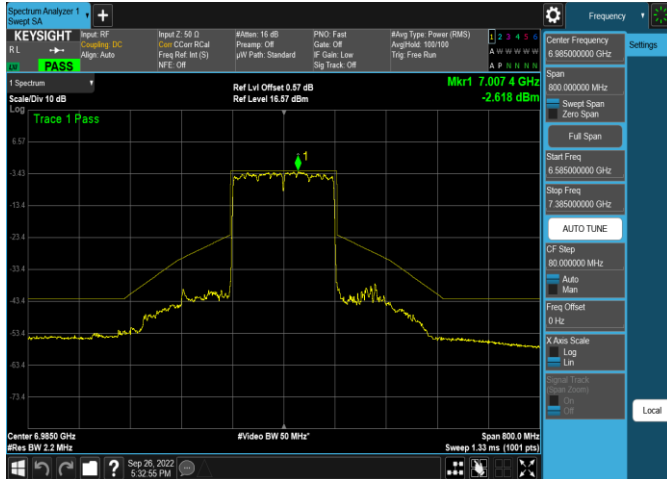 Spectrum Analyzer 1
Swept SA
+
Frequency
KEYSIGHT
R L
PASS
Input: RF
Coupling: DC
Align: Auto
Input Z: 50 Ω
Corr CCorr RCal
Freq Ref: Int (S)
NFE: Off
#Atten: 16 dB
Preamp: Off
µW Path: Standard
PNO: Fast
Gate: Off
IF Gain: Low
Sig Track: Off
#Avg Type: Power (RMS)
Avg|Hold: 100/100
Trig: Free Run
1 2 3 4 5 6
A W W W W W
A P N N N N
1 Spectrum
Scale/Div 10 dB
Log
Ref Lvl Offset 0.57 dB
Ref Level 16.57 dBm
Mkr1 7.007 4 GHz
-2.618 dBm
Trace 1 Pass
1
6.57
-3.43
-13.4
-23.4
-33.4
-43.4
-53.4
-63.4
-73.4
Center 6.9850 GHz
#Res BW 2.2 MHz
#Video BW 50 MHz*
Span 800.0 MHz
Sweep 1.33 ms (1001 pts)
Center Frequency
6.985000000 GHz
Span
800.000000 MHz
Swept Span
Zero Span
Full Span
Start Freq
6.585000000 GHz
Stop Freq
7.385000000 GHz
AUTO TUNE
CF Step
80.000000 MHz
Auto
Man
Freq Offset
0 Hz
X Axis Scale
Log
Lin
Signal Track
(Span Zoom)
On
Off
Settings
Local
?
Sep 26, 2022
5:32:55 PM